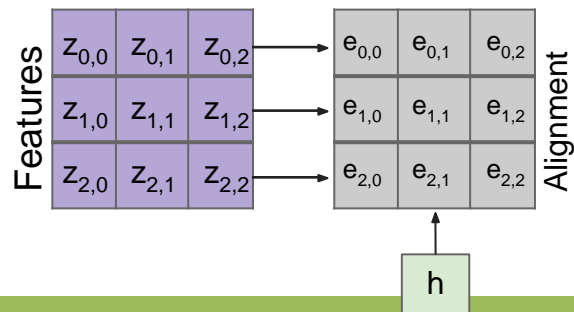 Features
z0,0 z0,1 z0,2
z1,0 z1,1 z1,2
z2,0 z2,1 z2,2
e0,0 e0,1 e0,2
e1,0 e1,1 e1,2
e2,0 e2,1 e2,2
Alignment
h